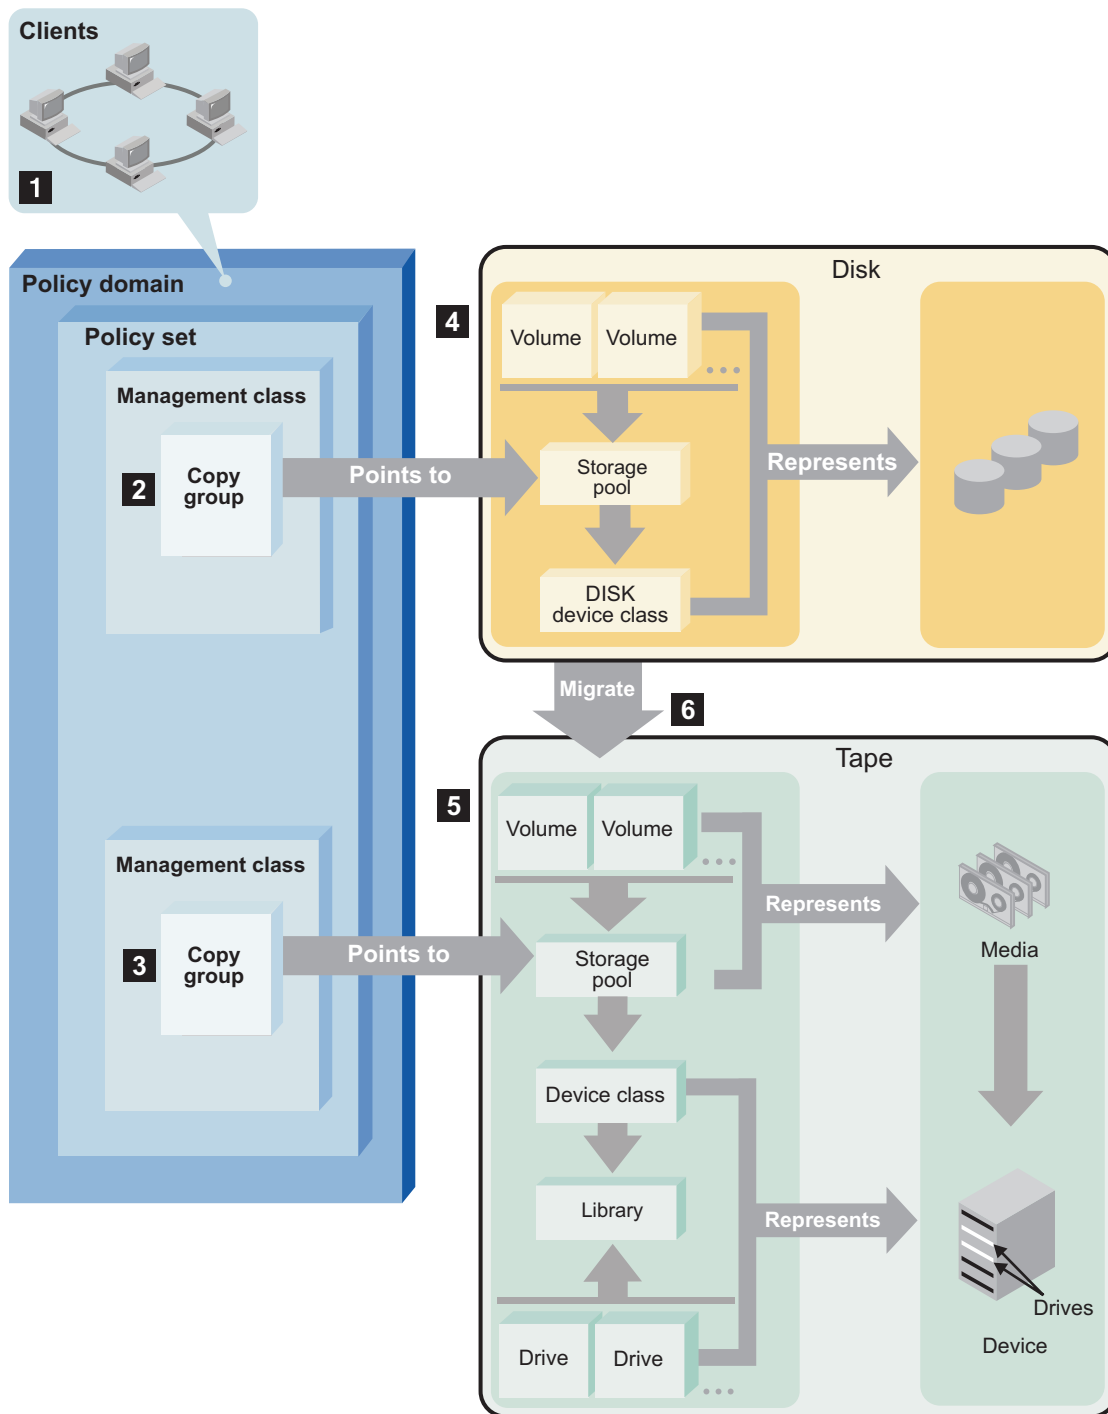 Clients
1
Policy domain
Policy set
Management class
2
Copy
group
Points to
Disk
4
Volume
Volume
...
Storage
pool
DISK
device class
Represents
Migrate
6
Management class
3
Copy
group
Points to
Tape
5
Volume
Volume
...
Storage
pool
Represents
Media
Device class
Library
Represents
Drive
Drive
...
Drives
Device